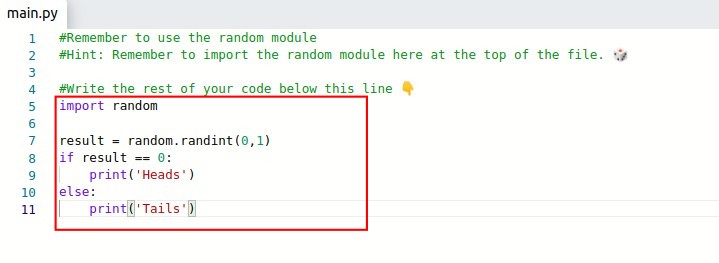 main.py
1 #Remember to use the random module
2 #Hint: Remember to import the random module here at the top of the file. 🎲
3
4 #Write the rest of your code below this line 👇
5 import random
6
7 result = random.randint(0,1)
8 if result == 0:
9     print('Heads')
10 else:
11     print('Tails')